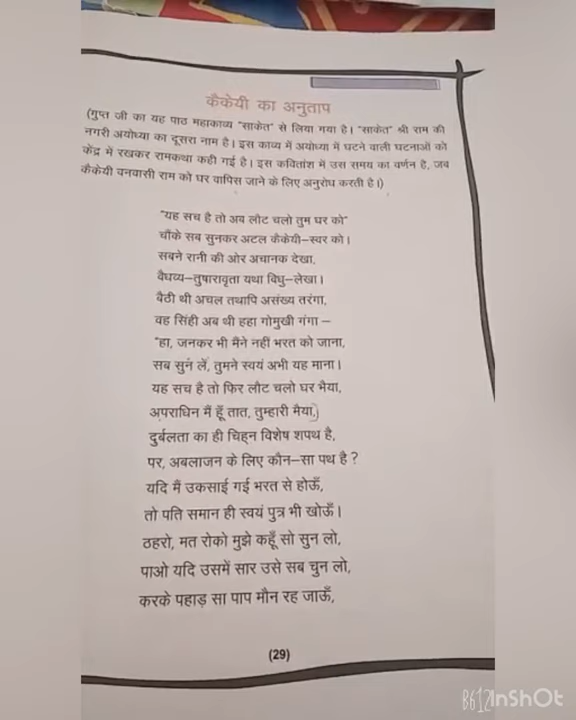 कैकेयी का अनुताप
(गुप्त जी का यह पाठ महाकाव्य "साकेत" से लिया गया है। "साकेत" श्री राम की
नगरी अयोध्या का दूसरा नाम है। इस काव्य में अयोध्या में घटने वाली घटनाओं को
केंद्र में रखकर रामकथा कही गई है। इस कवितांश में उस समय का वर्णन है, जब
कैकेयी वनवासी राम को घर वापिस जाने के लिए अनुरोध करती है।)
"यह सच है तो अब लौट चलो तुम घर को"
चौंके सब सुनकर अटल कैकेयी–स्वर को।
सबने रानी की ओर अचानक देखा,
वैधव्य–तुषारावृता यथा विधु–लेखा।
बैठी थी अचल तथापि असंख्य तरंगा,
वह सिंही अब थी हहा गोमुखी गंगा –
"हा, जनकर भी मैंने नहीं भरत को जाना,
सब सुन लें, तुमने स्वयं अभी यह माना।
यह सच है तो फिर लौट चलो घर भैया,
अपराधिन मैं हूँ तात, तुम्हारी मैया,)
दुर्बलता का ही चिह्न विशेष शपथ है,
पर, अबलाजन के लिए कौन–सा पथ है ?
यदि मैं उकसाई गई भरत से होऊँ,
तो पति समान ही स्वयं पुत्र भी खोऊँ।
ठहरो, मत रोको मुझे कहूँ सो सुन लो,
पाओ यदि उसमें सार उसे सब चुन लो,
करके पहाड़ सा पाप मौन रह जाऊँ,
(29)
B612 InShOt